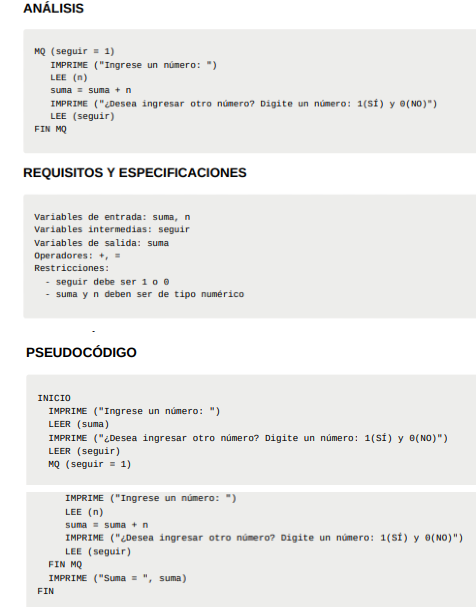 ANÁLISIS
MQ (seguir = 1)
IMPRIME ("Ingrese un número: ")
LEE (n)
suma = suma + n
IMPRIME ("¿Desea ingresar otro número? Digite un número: 1(SÍ) y 0(NO)")
LEE (seguir)
FIN MQ
REQUISITOS Y ESPECIFICACIONES
Variables de entrada: suma, n
Variables intermedias: seguir
Variables de salida: suma
Operadores: +, =
Restricciones:
- seguir debe ser 1 o 0
- suma y n deben ser de tipo numérico
-
PSEUDOCÓDIGO
INICIO
IMPRIME ("Ingrese un número: ")
LEER (suma)
IMPRIME ("¿Desea ingresar otro número? Digite un número: 1(SÍ) y 0(NO)")
LEER (seguir)
MQ (seguir = 1)
IMPRIME ("Ingrese un número: ")
LEE (n)
suma = suma + n
IMPRIME ("¿Desea ingresar otro número? Digite un número: 1(SÍ) y 0(NO)")
LEE (seguir)
FIN MQ
IMPRIME ("Suma = ", suma)
FIN